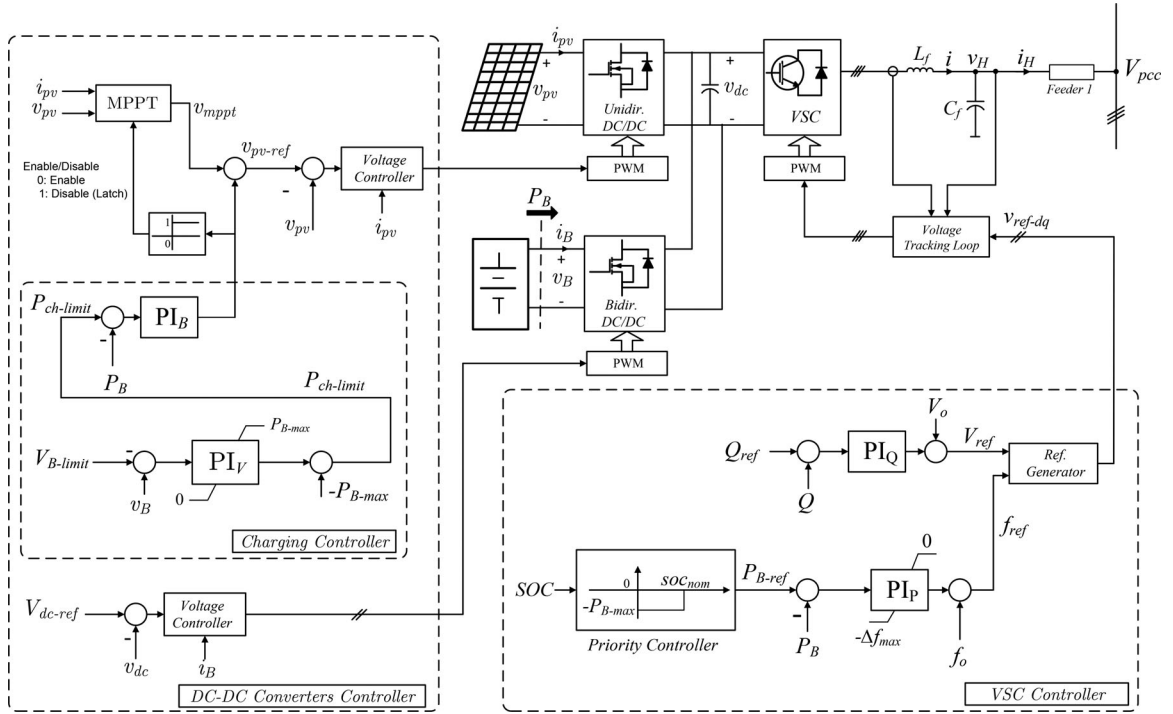 i_pv
v_pv
MPPT
v_mppt
Enable/Disable
0: Enable
1: Disable (Latch)
1
0
v_pv-ref
-
v_pv
Voltage
Controller
i_pv
P_ch-limit
-
P_B
PI_B
P_ch-limit
V_B-limit
-
v_B
PI_V
P_B-max
0
-P_B-max
Charging Controller
V_dc-ref
-
v_dc
Voltage
Controller
i_B
DC-DC Converters Controller
i_pv
+
v_pv
-
Unidir.
DC/DC
PWM
+
v_dc
-
VSC
PWM
L_f
i
v_H
i_H
C_f
Feeder 1
V_pcc
P_B
i_B
+
v_B
-
Bidir.
DC/DC
PWM
Voltage
Tracking Loop
v_ref-dq
Q_ref
Q
PI_Q
V_o
V_ref
Ref.
Generator
f_ref
SOC
0
soc_nom
-P_B-max
Priority Controller
P_B-ref
-
P_B
PI_P
0
-Δf_max
f_o
VSC Controller